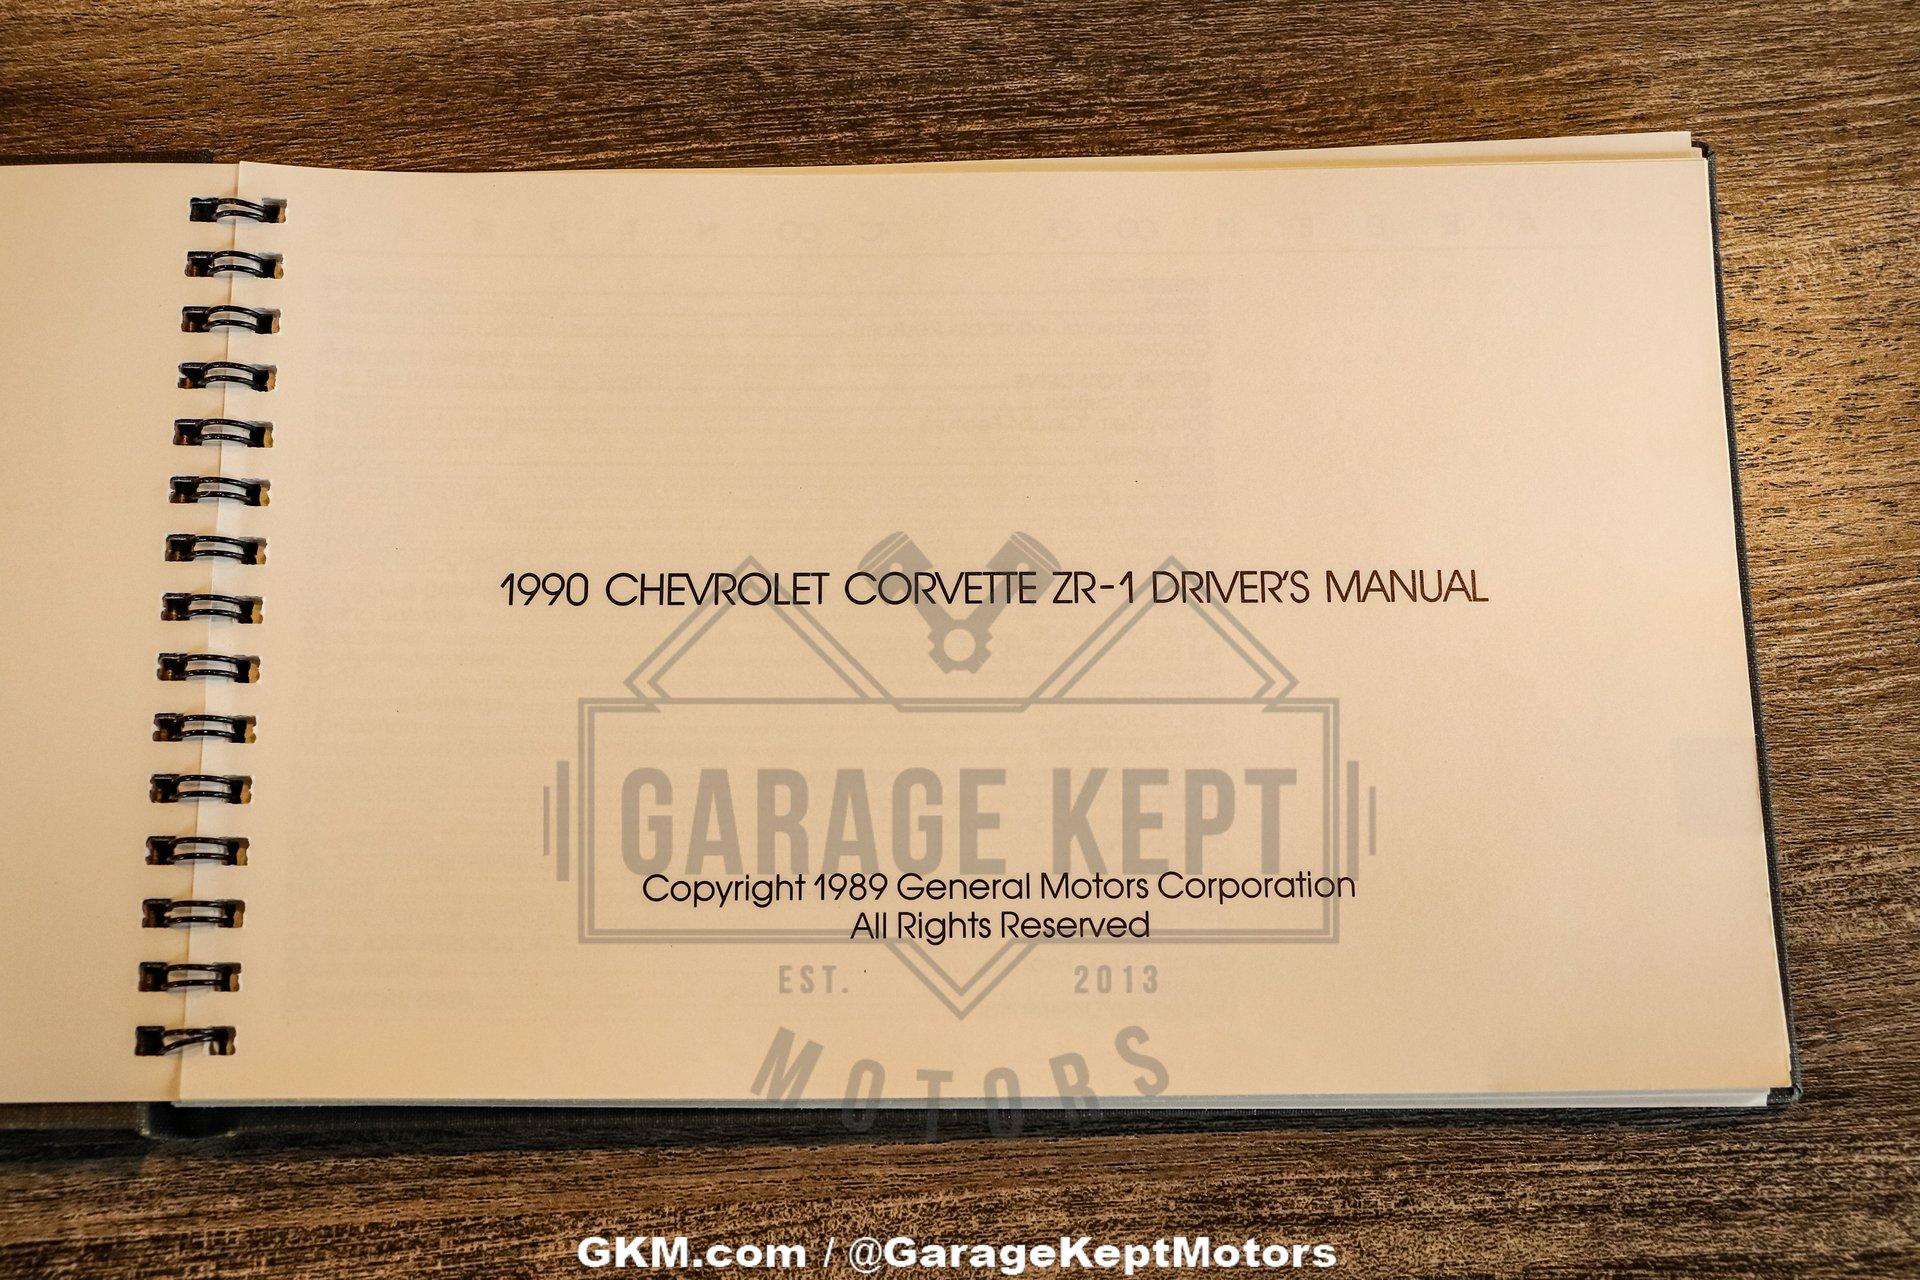 1990 CHEVROLET CORVETTE ZR-1 DRIVER'S MANUAL
GARAGE KEPT
Copyright 1989 General Motors Corporation
All Rights Reserved
EST. 2013
MOTORS
GKM.com / @GarageKeptMotors